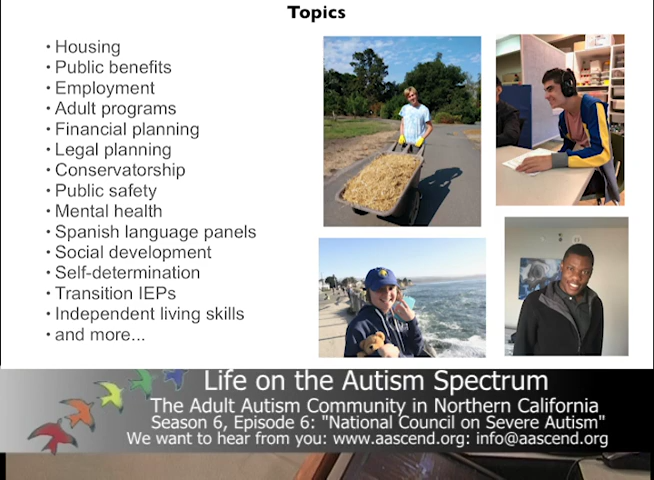 Topics
• Housing
• Public benefits
• Employment
• Adult programs
• Financial planning
• Legal planning
• Conservatorship
• Public safety
• Mental health
• Spanish language panels
• Social development
• Self-determination
• Transition IEPs
• Independent living skills
• and more...
Life on the Autism Spectrum
The Adult Autism Community in Northern California
Season 6, Episode 6: "National Council on Severe Autism"
We want to hear from you: www.aascend.org: info@aascend.org